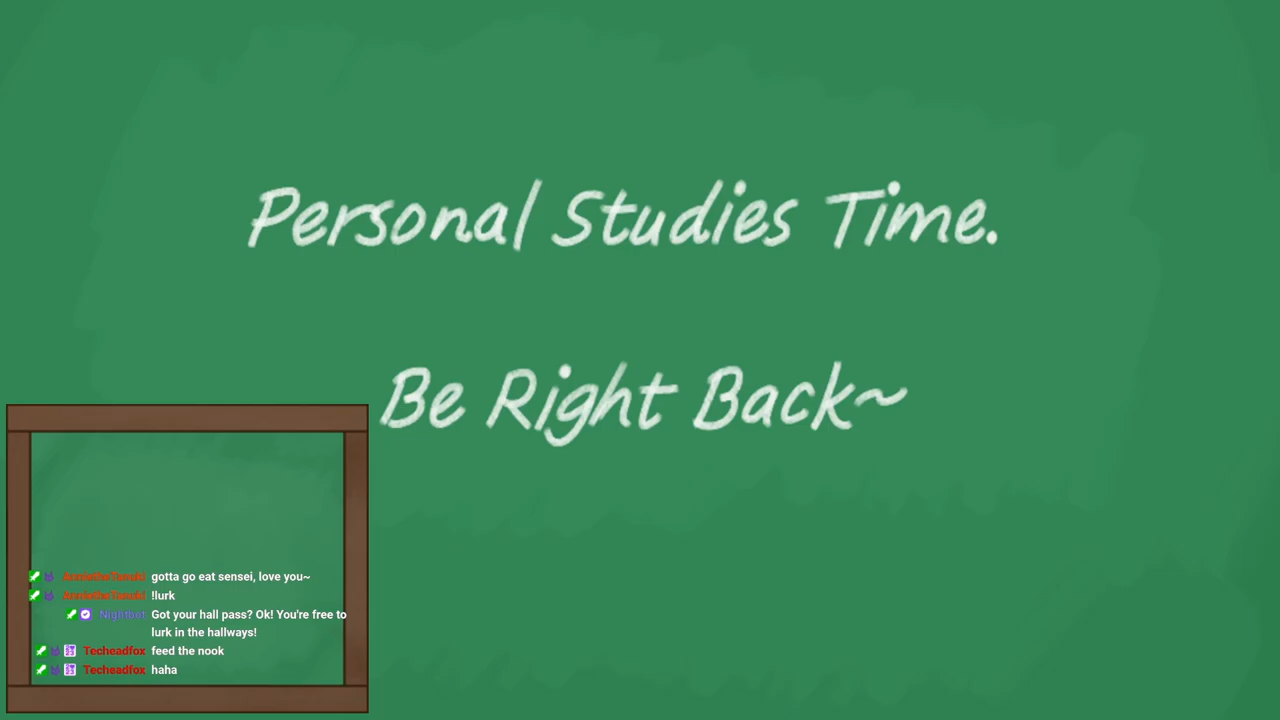 Personal Studies Time.
Be Right Back~
gotta go eat sensei, love you~
!lurk
Nightbot Got your hall pass? Ok! You're free to
lurk in the hallways!
Techeadfox feed the nook
Techeadfox haha